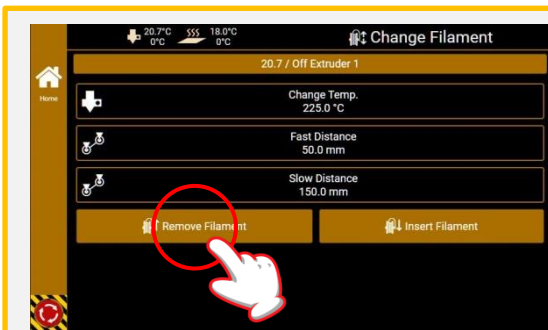 20.7°C 18.0°C
0°C 0°C
Change Filament
20.7 / Off Extruder 1
Home
Change Temp.
225.0 °C
Fast Distance
50.0 mm
Slow Distance
150.0 mm
Remove Filament
Insert Filament